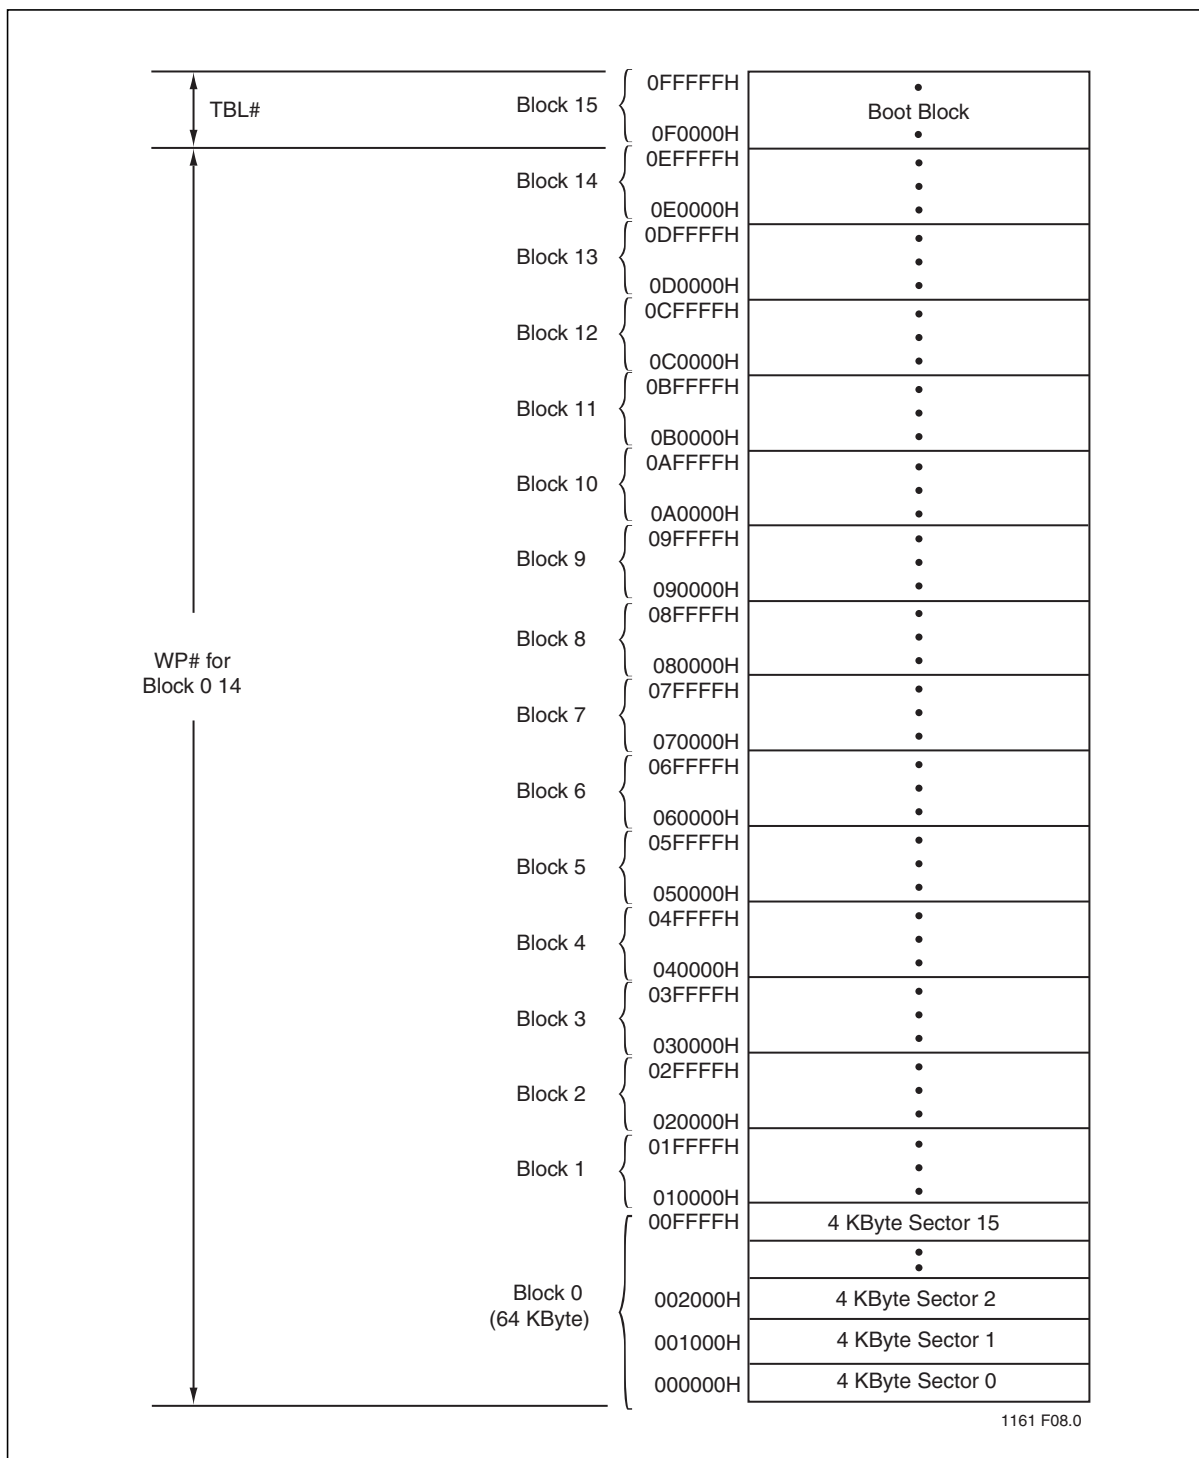 TBL#
Block 15
0FFFFFH
0F0000H
Boot Block
Block 14
0EFFFFH
0E0000H
Block 13
0DFFFFH
0D0000H
Block 12
0CFFFFH
0C0000H
Block 11
0BFFFFH
0B0000H
Block 10
0AFFFFH
0A0000H
Block 9
09FFFFH
090000H
Block 8
08FFFFH
080000H
WP# for
Block 0 14
Block 7
07FFFFH
070000H
Block 6
06FFFFH
060000H
Block 5
05FFFFH
050000H
Block 4
04FFFFH
040000H
Block 3
03FFFFH
030000H
Block 2
02FFFFH
020000H
Block 1
01FFFFH
010000H
Block 0
(64 KByte)
00FFFFH
4 KByte Sector 15
002000H
4 KByte Sector 2
001000H
4 KByte Sector 1
000000H
4 KByte Sector 0
1161 F08.0